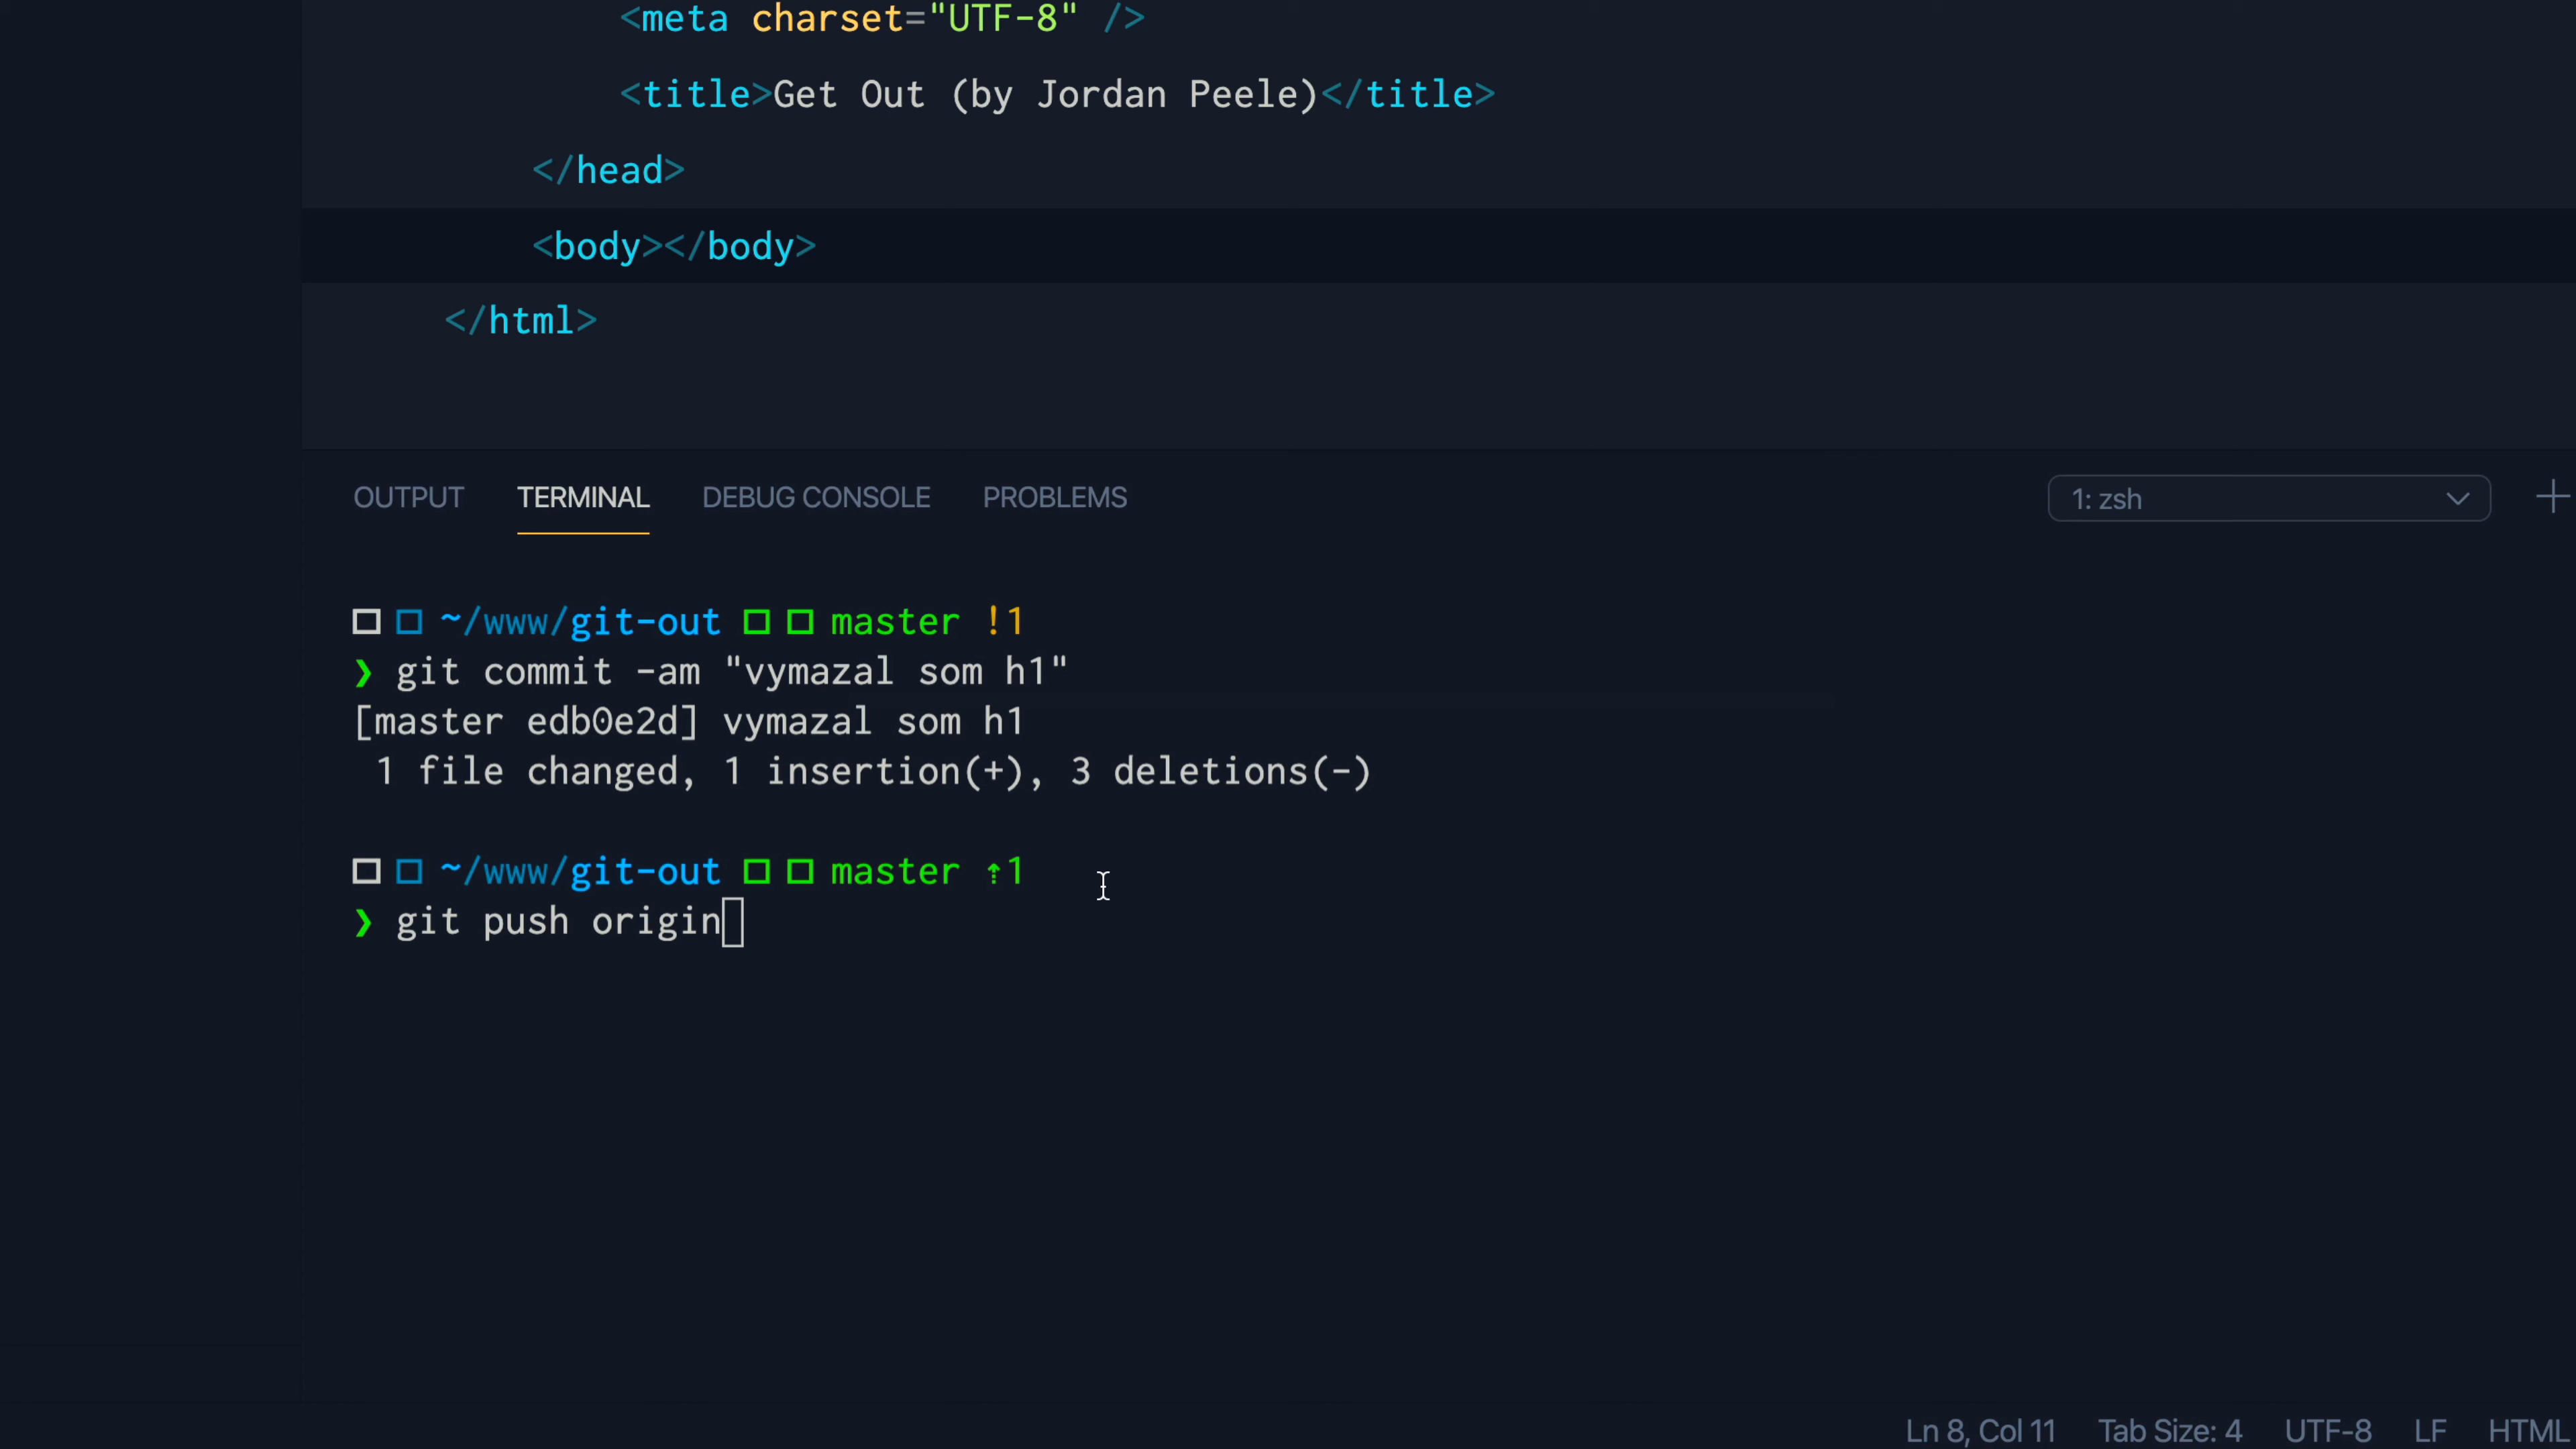 <meta charset="UTF-8" />
<title>Get Out (by Jordan Peele)</title>
</head>
<body></body>
</html>
OUTPUT TERMINAL DEBUG CONSOLE PROBLEMS 1: zsh
~/www/git-out master !1
❯ git commit -am "vymazal som h1"
[master edb0e2d] vymazal som h1
1 file changed, 1 insertion(+), 3 deletions(-)
~/www/git-out master ⇡1
❯ git push origin
Ln 8, Col 11 Tab Size: 4 UTF-8 LF HTML